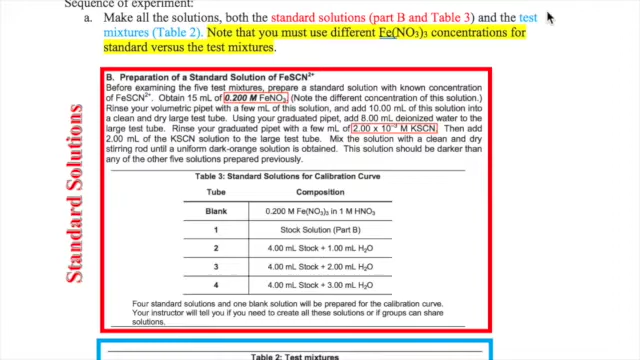 Sequence of experiment:
a. Make all the solutions, both the standard solutions (part B and Table 3) and the test
mixtures (Table 2). Note that you must use different Fe(NO3)3 concentrations for
standard versus the test mixtures.
Standard Solutions
B. Preparation of a Standard Solution of FeSCN2+
Before examining the five test mixtures, prepare a standard solution with known concentration
of FeSCN2+. Obtain 15 mL of 0.200 M FeNO3. (Note the different concentration of this solution.)
Rinse your volumetric pipet with a few mL of this solution, and add 10.00 mL of this solution into
a clean and dry large test tube. Using your graduated pipet, add 8.00 mL deionized water to the
large test tube. Rinse your graduated pipet with a few mL of 2.00 x 10-3 M KSCN. Then add
2.00 mL of the KSCN solution to the large test tube. Mix the solution with a clean and dry
stirring rod until a uniform dark-orange solution is obtained. This solution should be darker than
any of the other five solutions prepared previously.
Table 3: Standard Solutions for Calibration Curve
Tube Composition
Blank 0.200 M Fe(NO3)3 in 1 M HNO3
1 Stock Solution (Part B)
2 4.00 mL Stock + 1.00 mL H2O
3 4.00 mL Stock + 2.00 mL H2O
4 4.00 mL Stock + 3.00 mL H2O
Four standard solutions and one blank solution will be prepared for the calibration curve.
Your instructor will tell you if you need to create all these solutions or if groups can share
solutions.
Table 2: Test mixtures